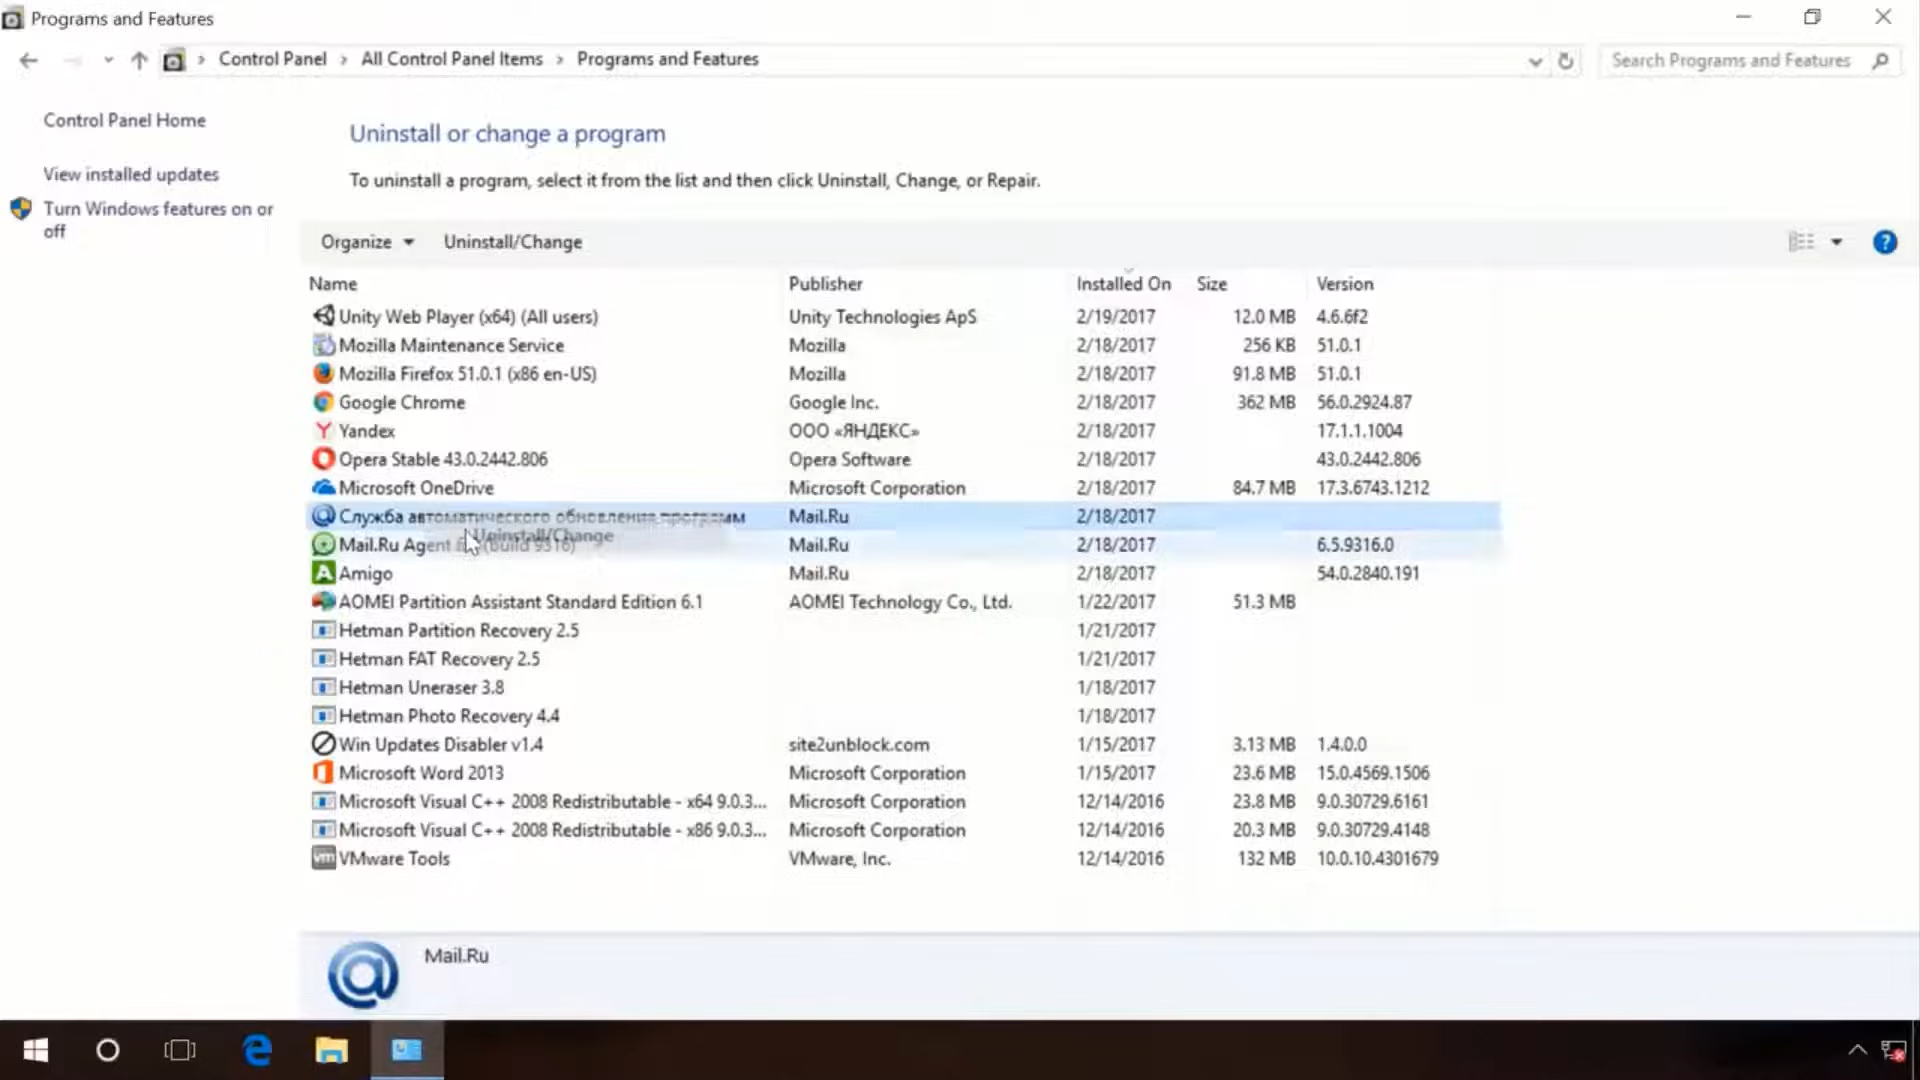 Programs and Features
Control Panel > All Control Panel Items > Programs and Features
Search Programs and Features
Control Panel Home
View installed updates
Turn Windows features on or
off
Uninstall or change a program
To uninstall a program, select it from the list and then click Uninstall, Change, or Repair.
Organize Uninstall/Change
Name Publisher Installed On Size Version
Unity Web Player (x64) (All users) Unity Technologies ApS 2/19/2017 12.0 MB 4.6.6f2
Mozilla Maintenance Service Mozilla 2/18/2017 256 KB 51.0.1
Mozilla Firefox 51.0.1 (x86 en-US) Mozilla 2/18/2017 91.8 MB 51.0.1
Google Chrome Google Inc. 2/18/2017 362 MB 56.0.2924.87
Yandex ООО «ЯНДЕКС» 2/18/2017 17.1.1.1004
Opera Stable 43.0.2442.806 Opera Software 2/18/2017 43.0.2442.806
Microsoft OneDrive Microsoft Corporation 2/18/2017 84.7 MB 17.3.6743.1212
Служба автоматического обновления программ Mail.Ru 2/18/2017
Uninstall/Change
Mail.Ru Agent (build 9316) Mail.Ru 2/18/2017 6.5.9316.0
Amigo Mail.Ru 2/18/2017 54.0.2840.191
AOMEI Partition Assistant Standard Edition 6.1 AOMEI Technology Co., Ltd. 1/22/2017 51.3 MB
Hetman Partition Recovery 2.5 1/21/2017
Hetman FAT Recovery 2.5 1/21/2017
Hetman Uneraser 3.8 1/18/2017
Hetman Photo Recovery 4.4 1/18/2017
Win Updates Disabler v1.4 site2unblock.com 1/15/2017 3.13 MB 1.4.0.0
Microsoft Word 2013 Microsoft Corporation 1/15/2017 23.6 MB 15.0.4569.1506
Microsoft Visual C++ 2008 Redistributable - x64 9.0.3... Microsoft Corporation 12/14/2016 23.8 MB 9.0.30729.6161
Microsoft Visual C++ 2008 Redistributable - x86 9.0.3... Microsoft Corporation 12/14/2016 20.3 MB 9.0.30729.4148
VMware Tools VMware, Inc. 12/14/2016 132 MB 10.0.10.4301679
Mail.Ru